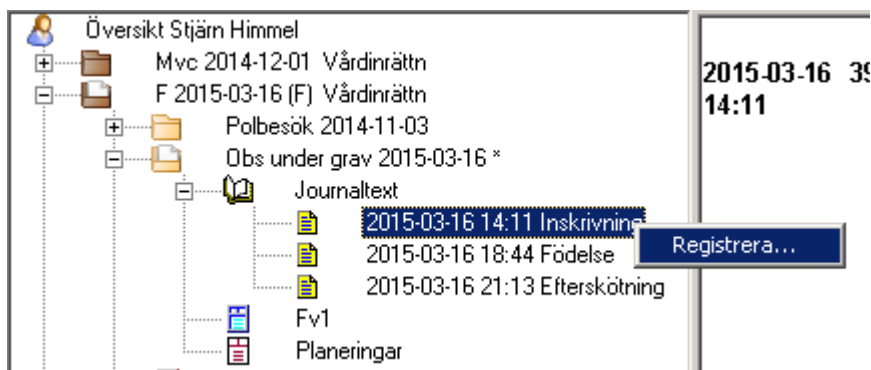 Översikt Stjärn Himmel
Mvc 2014-12-01 Vårdinrättn
F 2015-03-16 (F) Vårdinrättn
Polbesök 2014-11-03
Obs under grav 2015-03-16 *
Journaltext
2015-03-16 14:11 Inskrivning
2015-03-16 18:44 Födelse
2015-03-16 21:13 Efterskötning
Fv1
Planeringar
Registrera...
2015-03-16 39
14:11